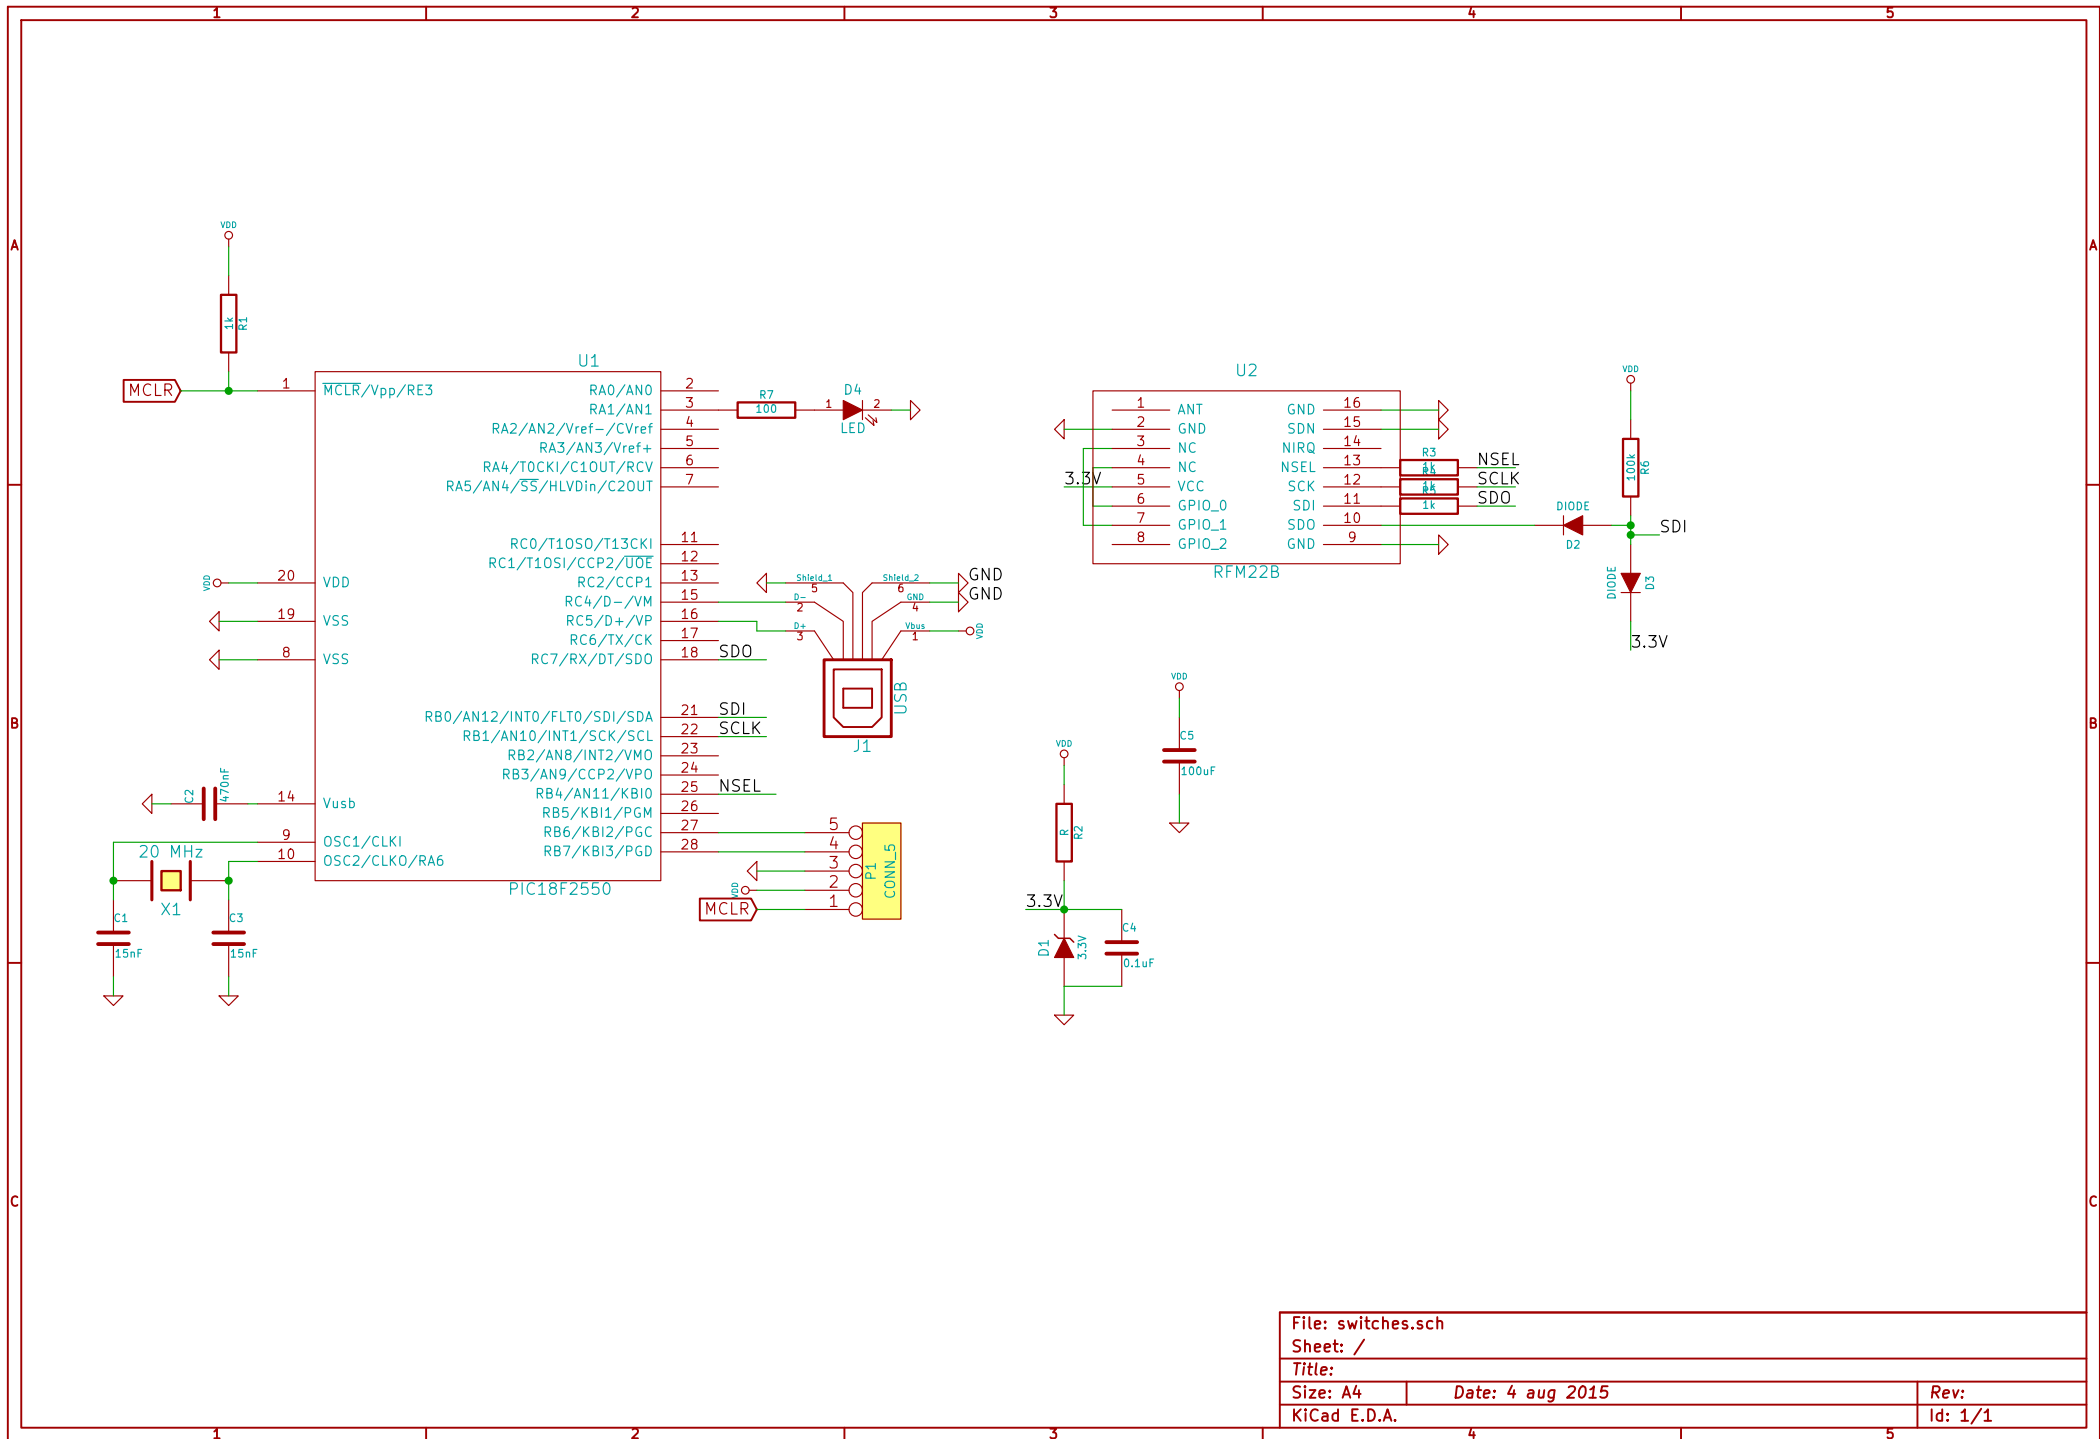 1 2 3 4 5
A A
B B
C C
1 2 3 4 5
VDD
1k
R1
MCLR
U1
1 MCLR/Vpp/RE3
20 VDD
VDD
19 VSS
8 VSS
14 Vusb
9 OSC1/CLKI
10 OSC2/CLKO/RA6
PIC18F2550
RA0/AN0 2
RA1/AN1 3
RA2/AN2/Vref-/CVref 4
RA3/AN3/Vref+ 5
RA4/T0CKI/C1OUT/RCV 6
RA5/AN4/SS/HLVDin/C2OUT 7
RC0/T1OSO/T13CKI 11
RC1/T1OSI/CCP2/UOE 12
RC2/CCP1 13
RC4/D-/VM 15
RC5/D+/VP 16
RC6/TX/CK 17
RC7/RX/DT/SDO 18 SDO
RB0/AN12/INT0/FLT0/SDI/SDA 21 SDI
RB1/AN10/INT1/SCK/SCL 22 SCLK
RB2/AN8/INT2/VMO 23
RB3/AN9/CCP2/VPO 24
RB4/AN11/KBI0 25 NSEL
RB5/KBI1/PGM 26
RB6/KBI2/PGC 27
RB7/KBI3/PGD 28
C2
470nF
20 MHz
X1
C1
15nF
C3
15nF
R7
100
D4
1 2
LED
Shield_1
5
D-
2
D+
3
Shield_2
6
GND
GND
4
GND
Vbus
1
VDD
USB
J1
5
4
3
2
VDD
1
MCLR
P1
CONN_5
U2
1 ANT
2 GND
3 NC
4 NC
3.3V
5 VCC
6 GPIO_0
7 GPIO_1
8 GPIO_2
GND 16
SDN 15
NIRQ 14
NSEL 13
SCK 12
SDI 11
SDO 10
GND 9
RFM22B
R3
1k
NSEL
R4
1k
SCLK
R5
1k
SDO
VDD
100k
R6
DIODE
D2
SDI
DIODE
D3
3.3V
VDD
C5
100uF
VDD
R
R2
3.3V
D1
3.3V
C4
0.1uF
File: switches.sch
Sheet: /
Title:
Size: A4 Date: 4 aug 2015 Rev:
KiCad E.D.A. Id: 1/1